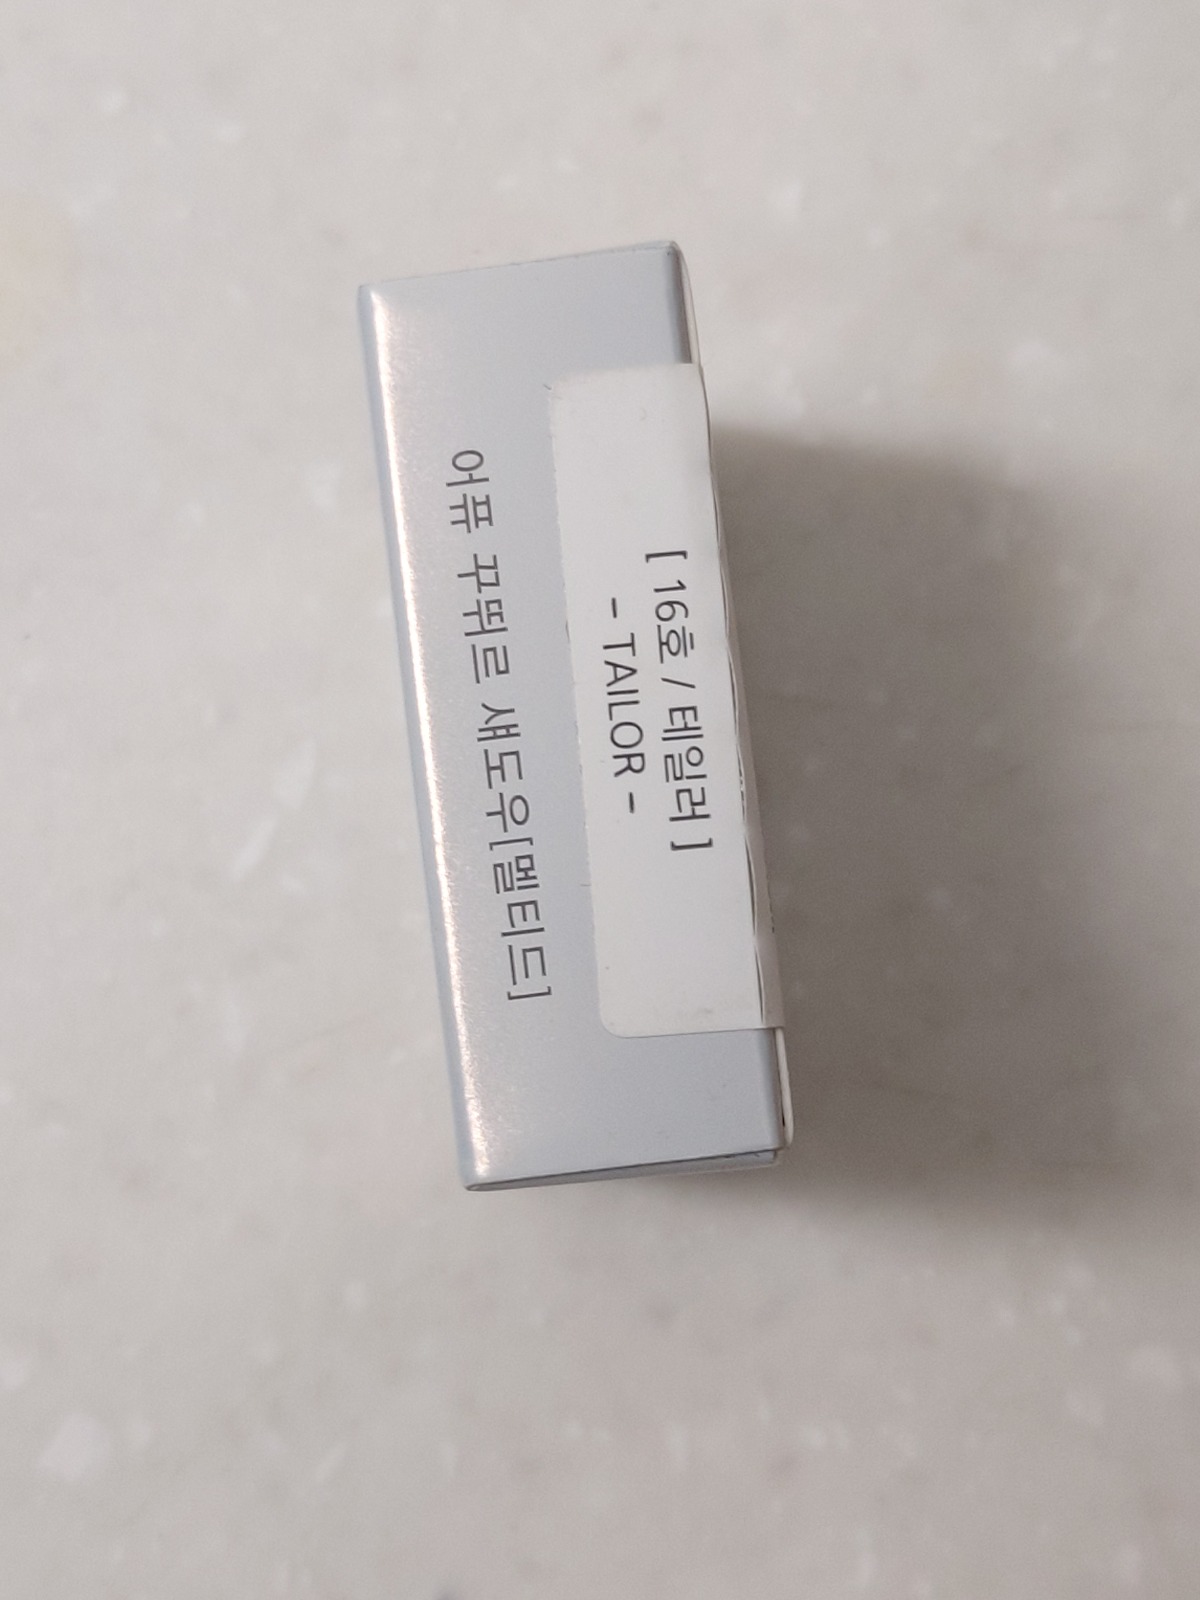 [ 16호 / 테일러 ]
- TAILOR -
어퓨 꾸뛰르 섀도우[멜티드]